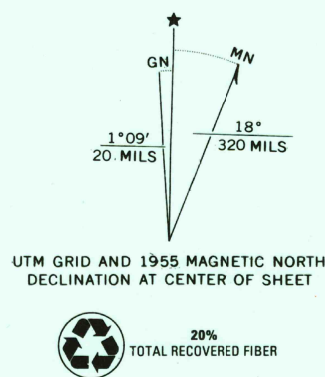 GN
MN
1°09′
20 MILS
18°
320 MILS
UTM GRID AND 1955 MAGNETIC NORTH
DECLINATION AT CENTER OF SHEET
20%
TOTAL RECOVERED FIBER